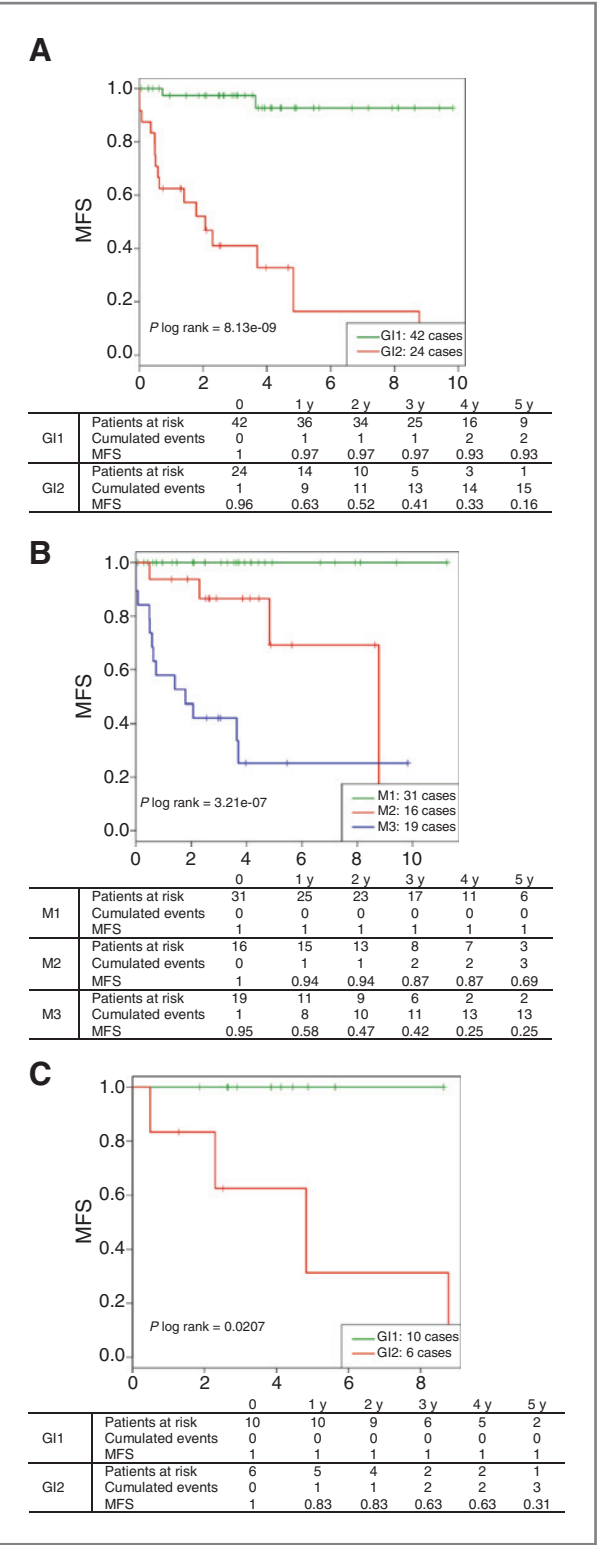 A
1.0
0.8
0.6
0.4
0.2
0.0
MFS
P log rank = 8.13e-09
GI1: 42 cases
GI2: 24 cases
0 2 4 6 8 10
0 1 y 2 y 3 y 4 y 5 y
GI1
Patients at risk 42 36 34 25 16 9
Cumulated events 0 1 1 1 2 2
MFS 1 0.97 0.97 0.97 0.93 0.93
GI2
Patients at risk 24 14 10 5 3 1
Cumulated events 1 9 11 13 14 15
MFS 0.96 0.63 0.52 0.41 0.33 0.16
B
1.0
0.8
0.6
0.4
0.2
0.0
MFS
P log rank = 3.21e-07
M1: 31 cases
M2: 16 cases
M3: 19 cases
0 2 4 6 8 10
0 1 y 2 y 3 y 4 y 5 y
M1
Patients at risk 31 25 23 17 11 6
Cumulated events 0 0 0 0 0 0
MFS 1 1 1 1 1 1
M2
Patients at risk 16 15 13 8 7 3
Cumulated events 0 1 1 2 2 3
MFS 1 0.94 0.94 0.87 0.87 0.69
M3
Patients at risk 19 11 9 6 2 2
Cumulated events 1 8 10 11 13 13
MFS 0.95 0.58 0.47 0.42 0.25 0.25
C
1.0
0.8
0.6
0.4
0.2
0.0
MFS
P log rank = 0.0207
GI1: 10 cases
GI2: 6 cases
0 2 4 6 8
0 1 y 2 y 3 y 4 y 5 y
GI1
Patients at risk 10 10 9 6 5 2
Cumulated events 0 0 0 0 0 0
MFS 1 1 1 1 1 1
GI2
Patients at risk 6 5 4 2 2 1
Cumulated events 0 1 1 2 2 3
MFS 1 0.83 0.83 0.63 0.63 0.31